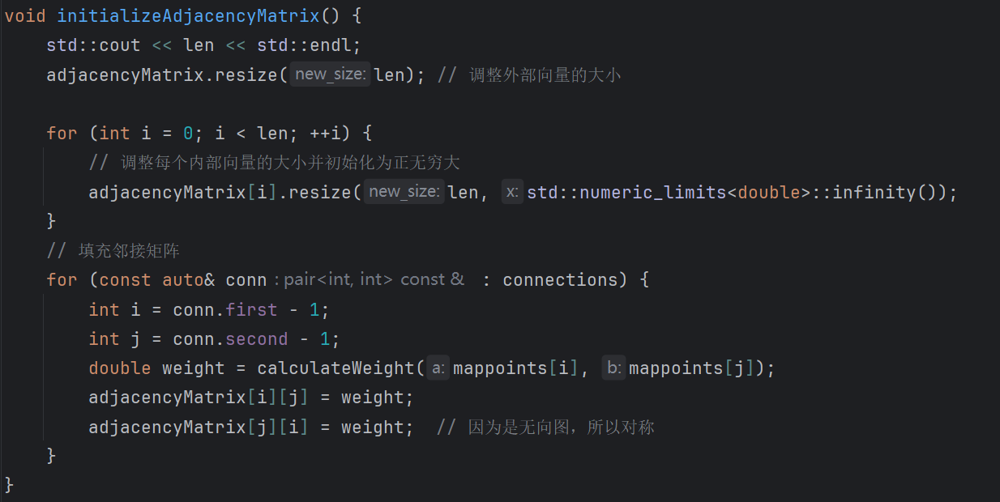 void initializeAdjacencyMatrix() {
    std::cout << len << std::endl;
    adjacencyMatrix.resize( new_size: len); // 调整外部向量的大小

    for (int i = 0; i < len; ++i) {
        // 调整每个内部向量的大小并初始化为正无穷大
        adjacencyMatrix[i].resize( new_size: len, x: std::numeric_limits<double>::infinity());
    }
    // 填充邻接矩阵
    for (const auto& conn : pair<int, int> const & : connections) {
        int i = conn.first - 1;
        int j = conn.second - 1;
        double weight = calculateWeight( a: mappoints[i], b: mappoints[j]);
        adjacencyMatrix[i][j] = weight;
        adjacencyMatrix[j][i] = weight;  // 因为是无向图，所以对称
    }
}